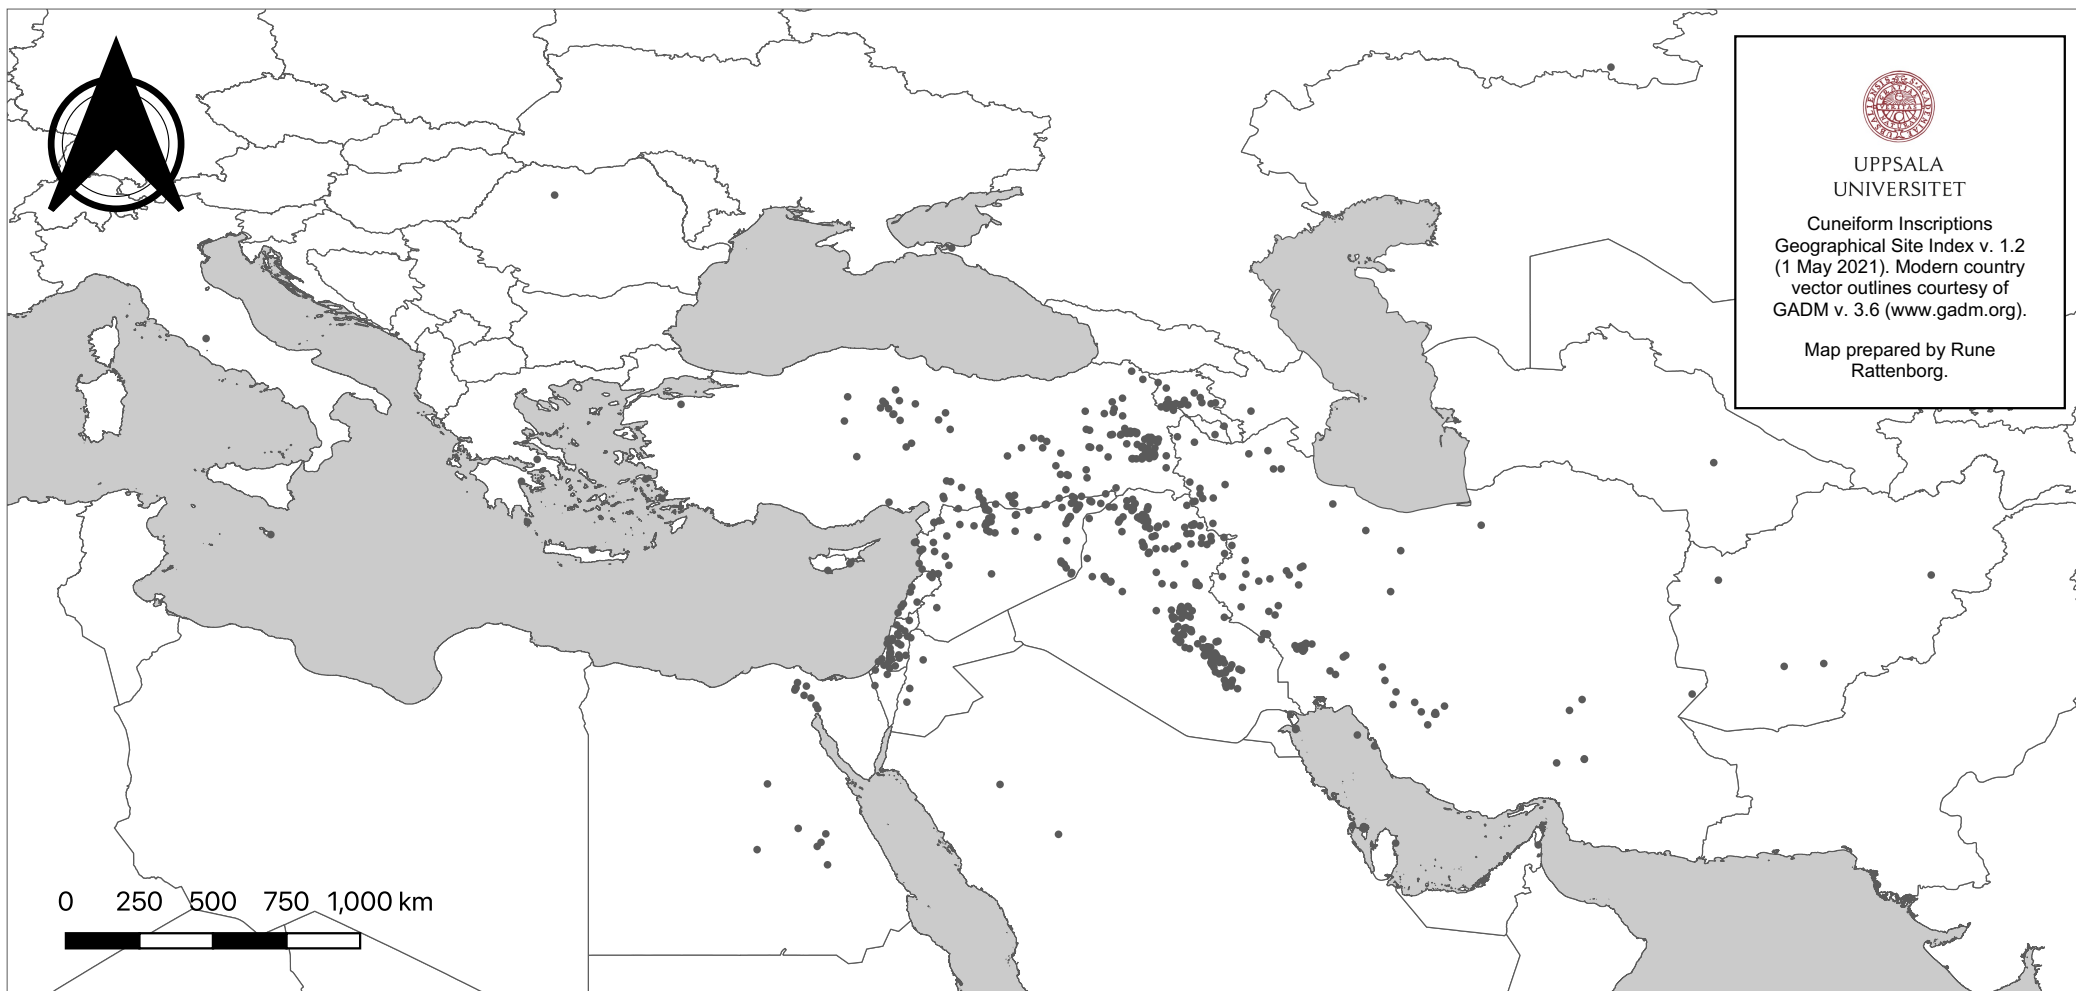 UPPSALA
UNIVERSITET
Cuneiform Inscriptions
Geographical Site Index v. 1.2
(1 May 2021). Modern country
vector outlines courtesy of
GADM v. 3.6 (www.gadm.org).
Map prepared by Rune
Rattenborg.
0 250 500 750 1,000 km